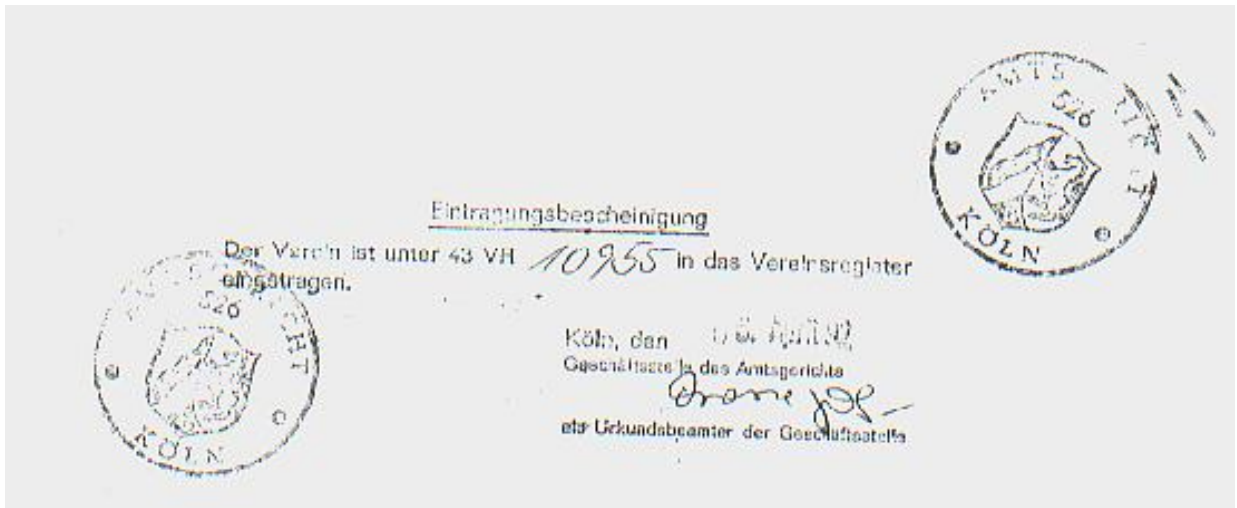 AMTS
526
KÖLN
Eintragungsbescheinigung
Der Verein ist unter 43 VR 10955 in das Vereinsregister
eingetragen.
526
KÖLN
Köln, den
Geschäftsstelle des Amtsgerichts
als Urkundsbeamter der Geschäftsstelle